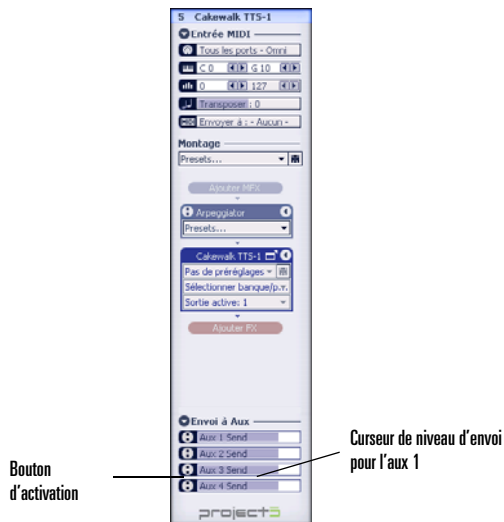 5 Cakewalk TTS-1
Entrée MIDI
Tous les ports - Omni
C 0 G 10
0 127
Transposer : 0
Envoyer à : - Aucun -
Montage
Presets...
Ajouter MFX
Arpeggiator
Presets...
Cakewalk TTS-1
Pas de préréglages
Sélectionner banque/p.r.
Sortie active: 1
Ajouter FX
Envoi à Aux
Aux 1 Send
Aux 2 Send
Aux 3 Send
Aux 4 Send
project5
Bouton
d'activation
Curseur de niveau d'envoi
pour l'aux 1